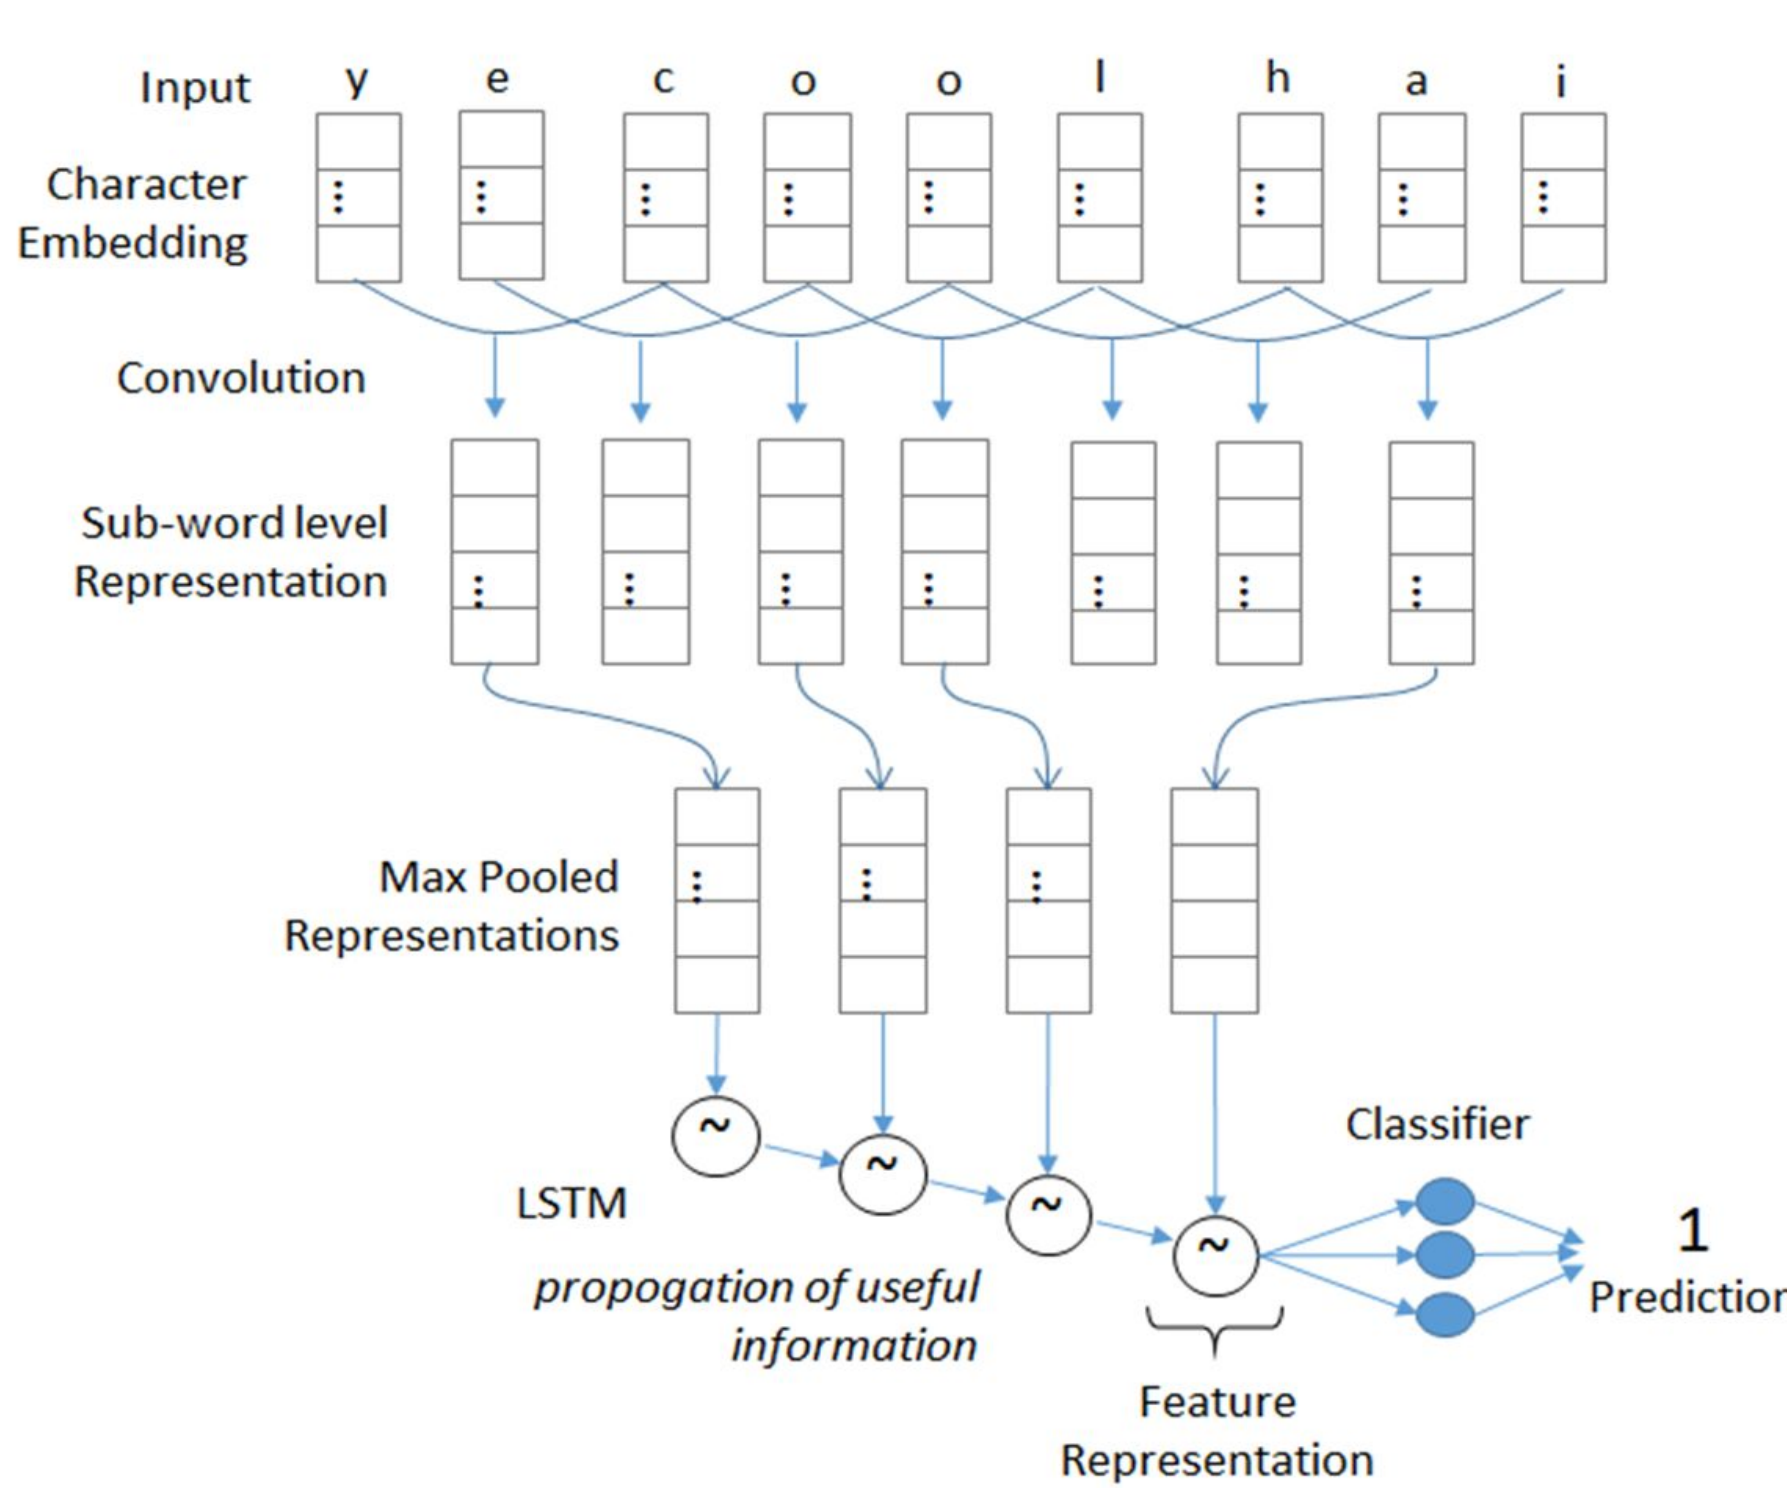 Input y e c o o l h a i
Character
Embedding
Convolution
Sub-word level
Representation
Max Pooled
Representations
Classifier
LSTM
1
Prediction
propogation of useful
information
Feature
Representation